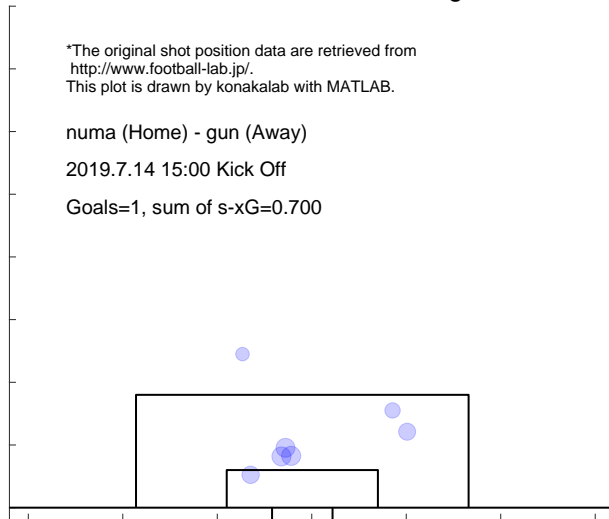 *The original shot position data are retrieved from
http://www.football-lab.jp/.
This plot is drawn by konakalab with MATLAB.
numa (Home) - gun (Away)
2019.7.14 15:00 Kick Off
Goals=1, sum of s-xG=0.700